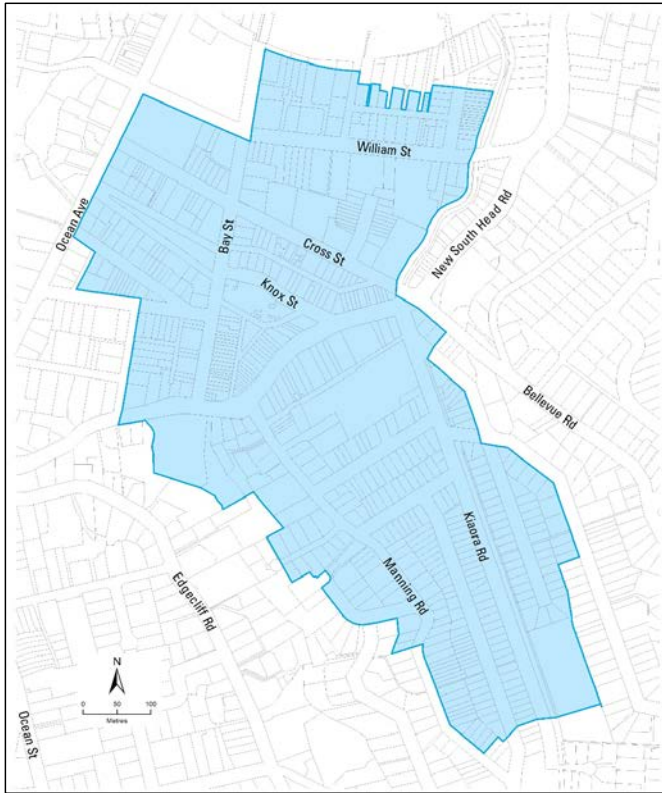 William St
Ocean Ave
Bay St
New South Head Rd
Cross St
Knox St
Bellevue Rd
Kiaora Rd
Manning Rd
Edgecliff Rd
N
0 50 100
Metres
Ocean St